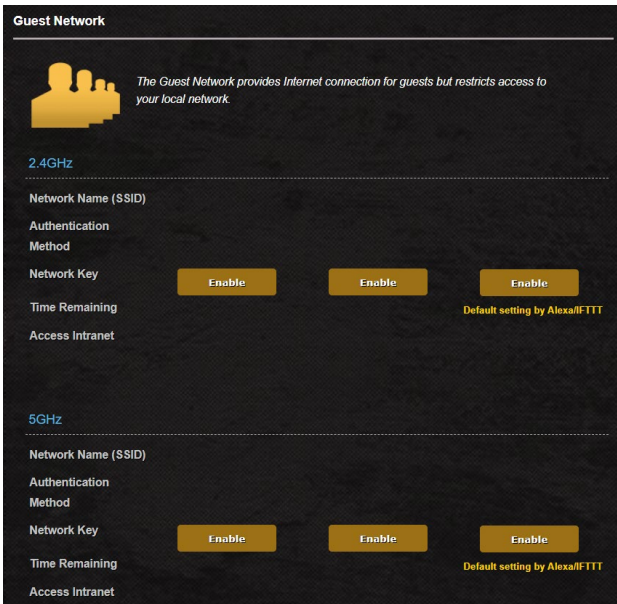 Guest Network
The Guest Network provides Internet connection for guests but restricts access to
your local network.
2.4GHz
Network Name (SSID)
Authentication
Method
Network Key
Enable Enable Enable
Time Remaining
Default setting by Alexa/IFTTT
Access Intranet
5GHz
Network Name (SSID)
Authentication
Method
Network Key
Enable Enable Enable
Time Remaining
Default setting by Alexa/IFTTT
Access Intranet